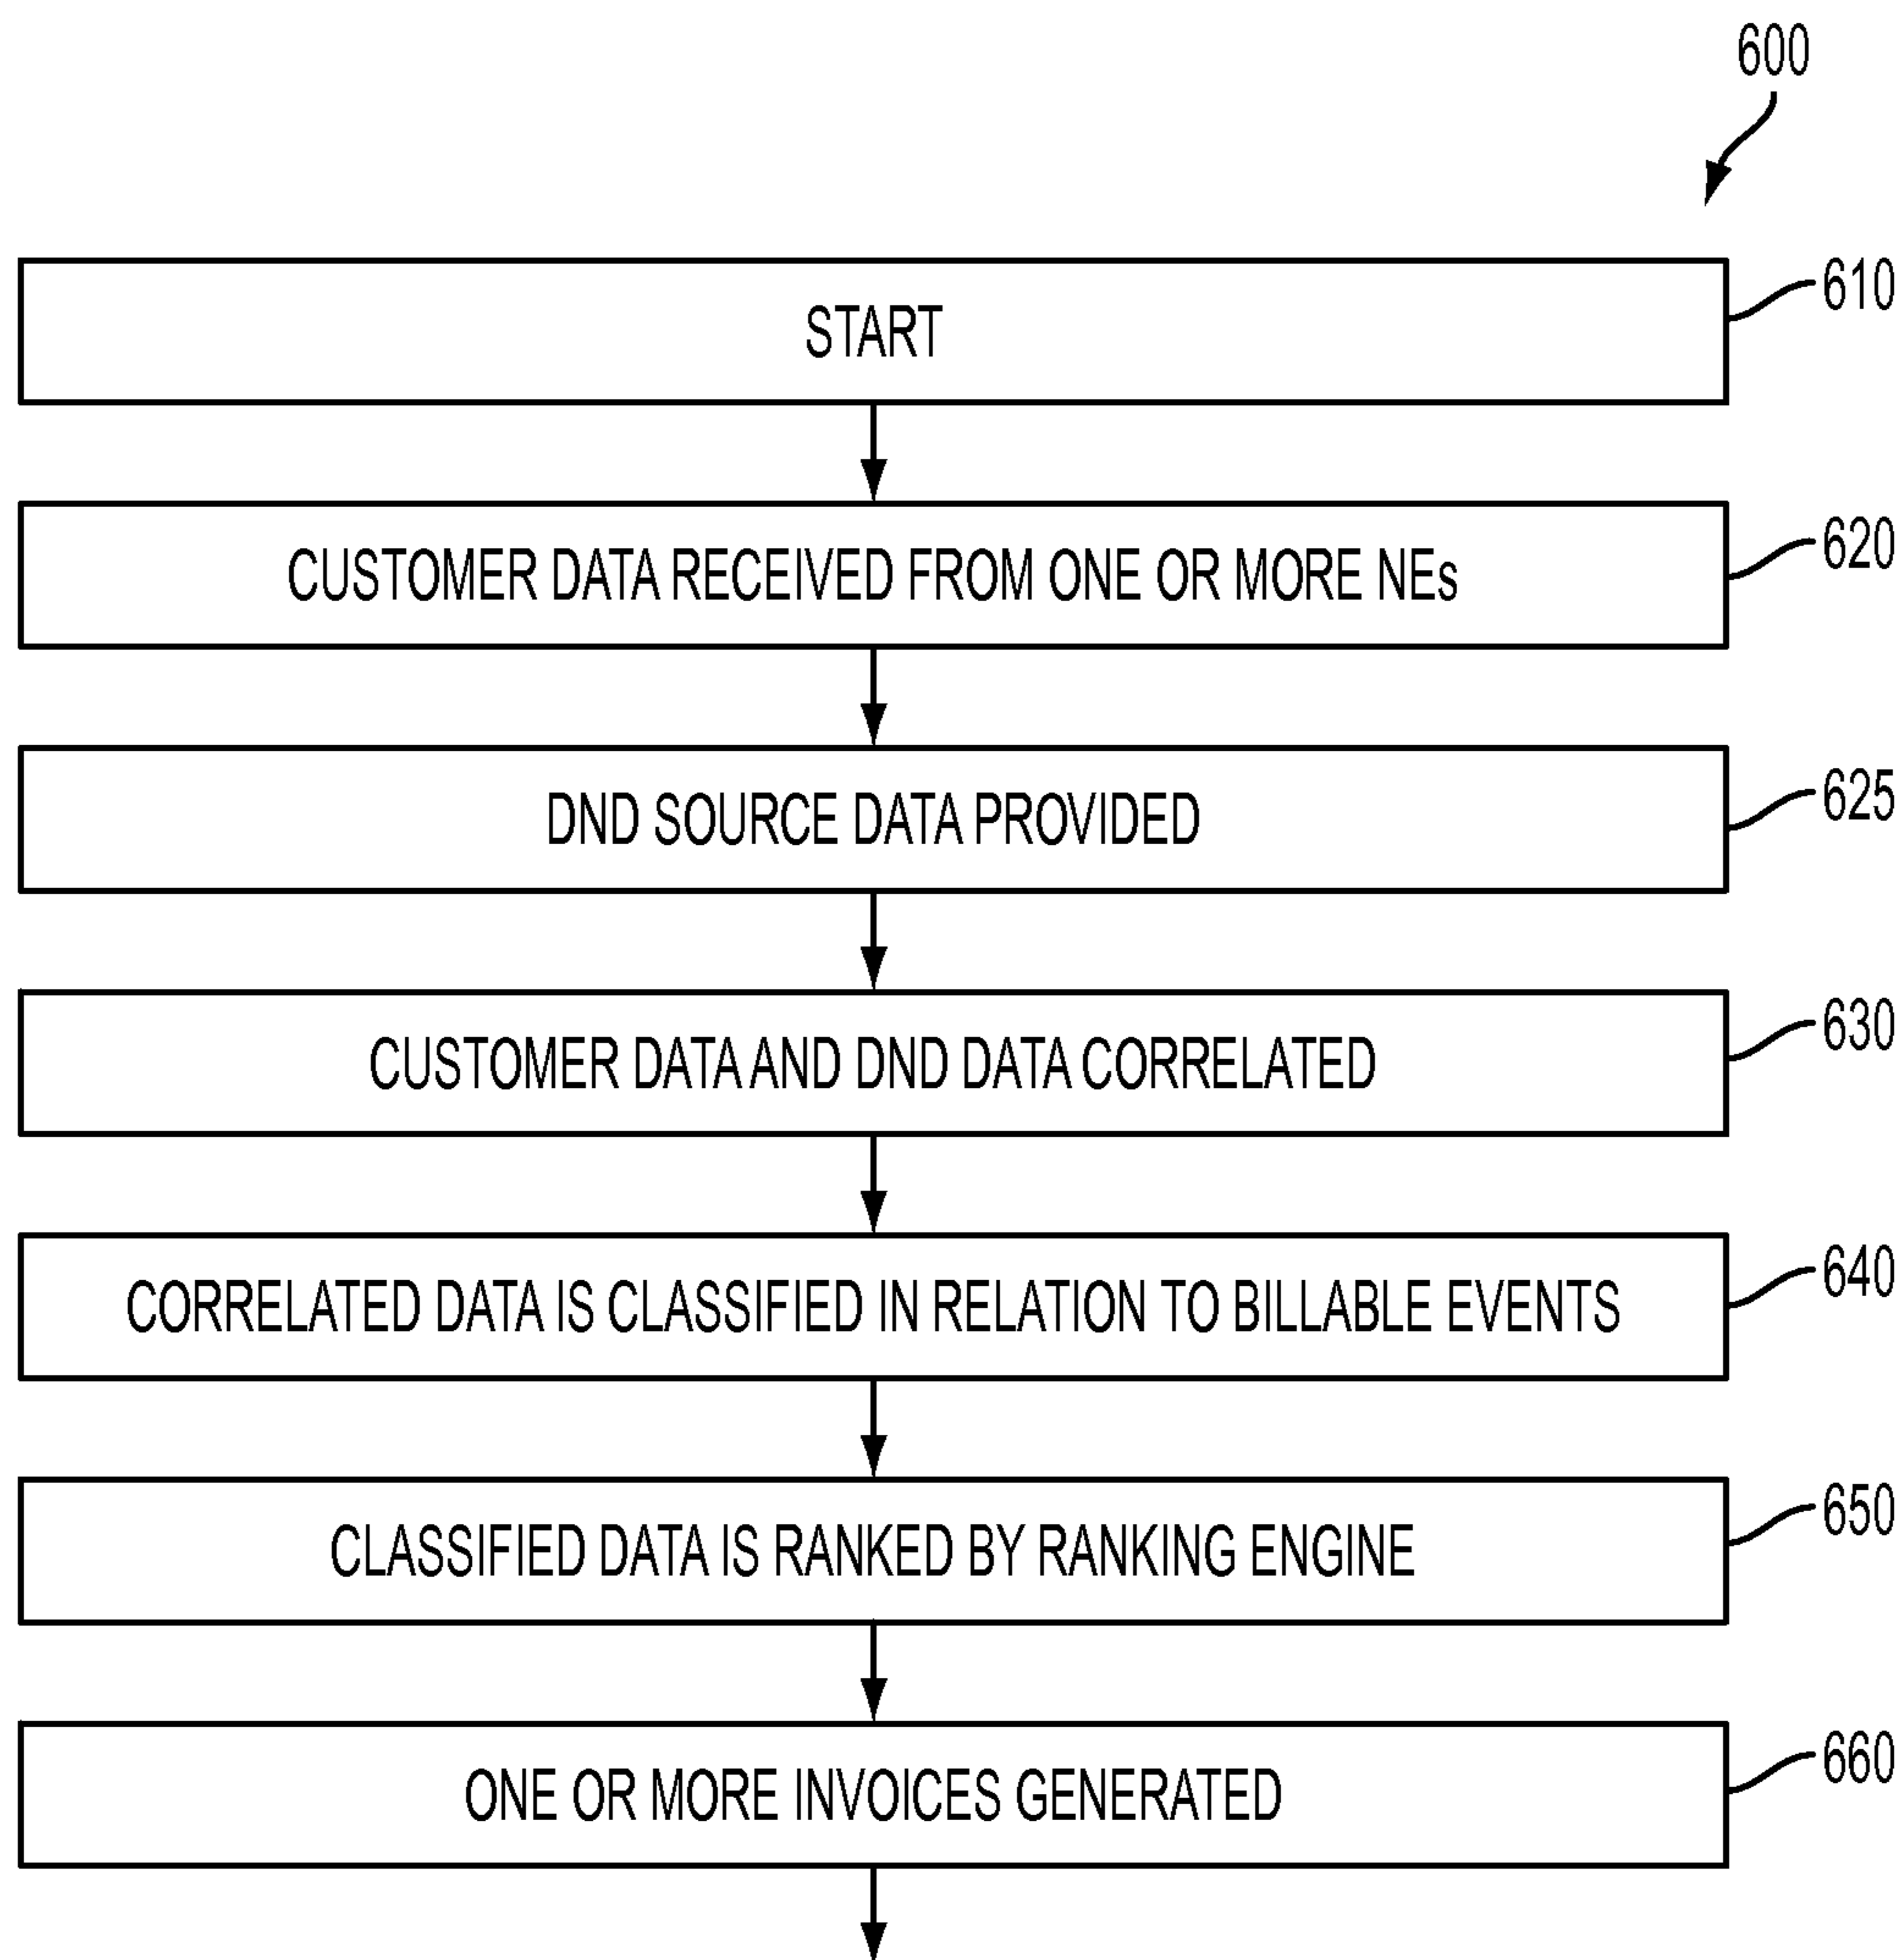 600
START
610
CUSTOMER DATA RECEIVED FROM ONE OR MORE NEs
620
DND SOURCE DATA PROVIDED
625
CUSTOMER DATA AND DND DATA CORRELATED
630
CORRELATED DATA IS CLASSIFIED IN RELATION TO BILLABLE EVENTS
640
CLASSIFIED DATA IS RANKED BY RANKING ENGINE
650
ONE OR MORE INVOICES GENERATED
660